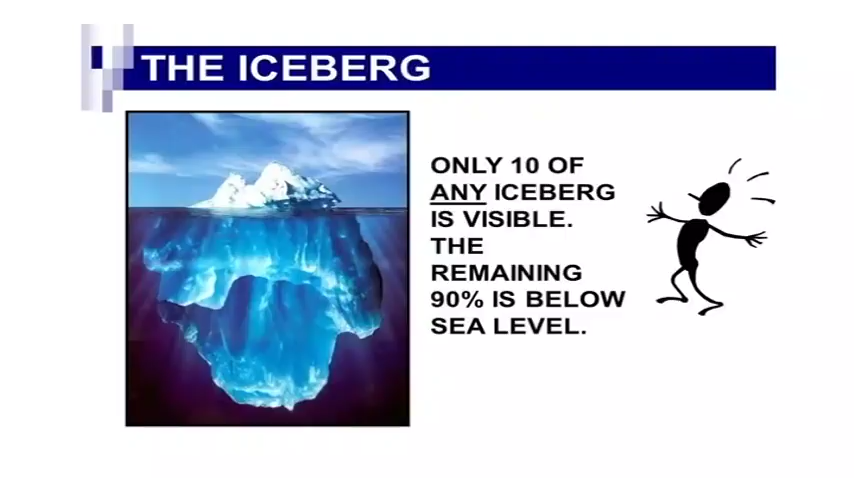 THE ICEBERG
ONLY 10 OF
ANY ICEBERG
IS VISIBLE.
THE
REMAINING
90% IS BELOW
SEA LEVEL.